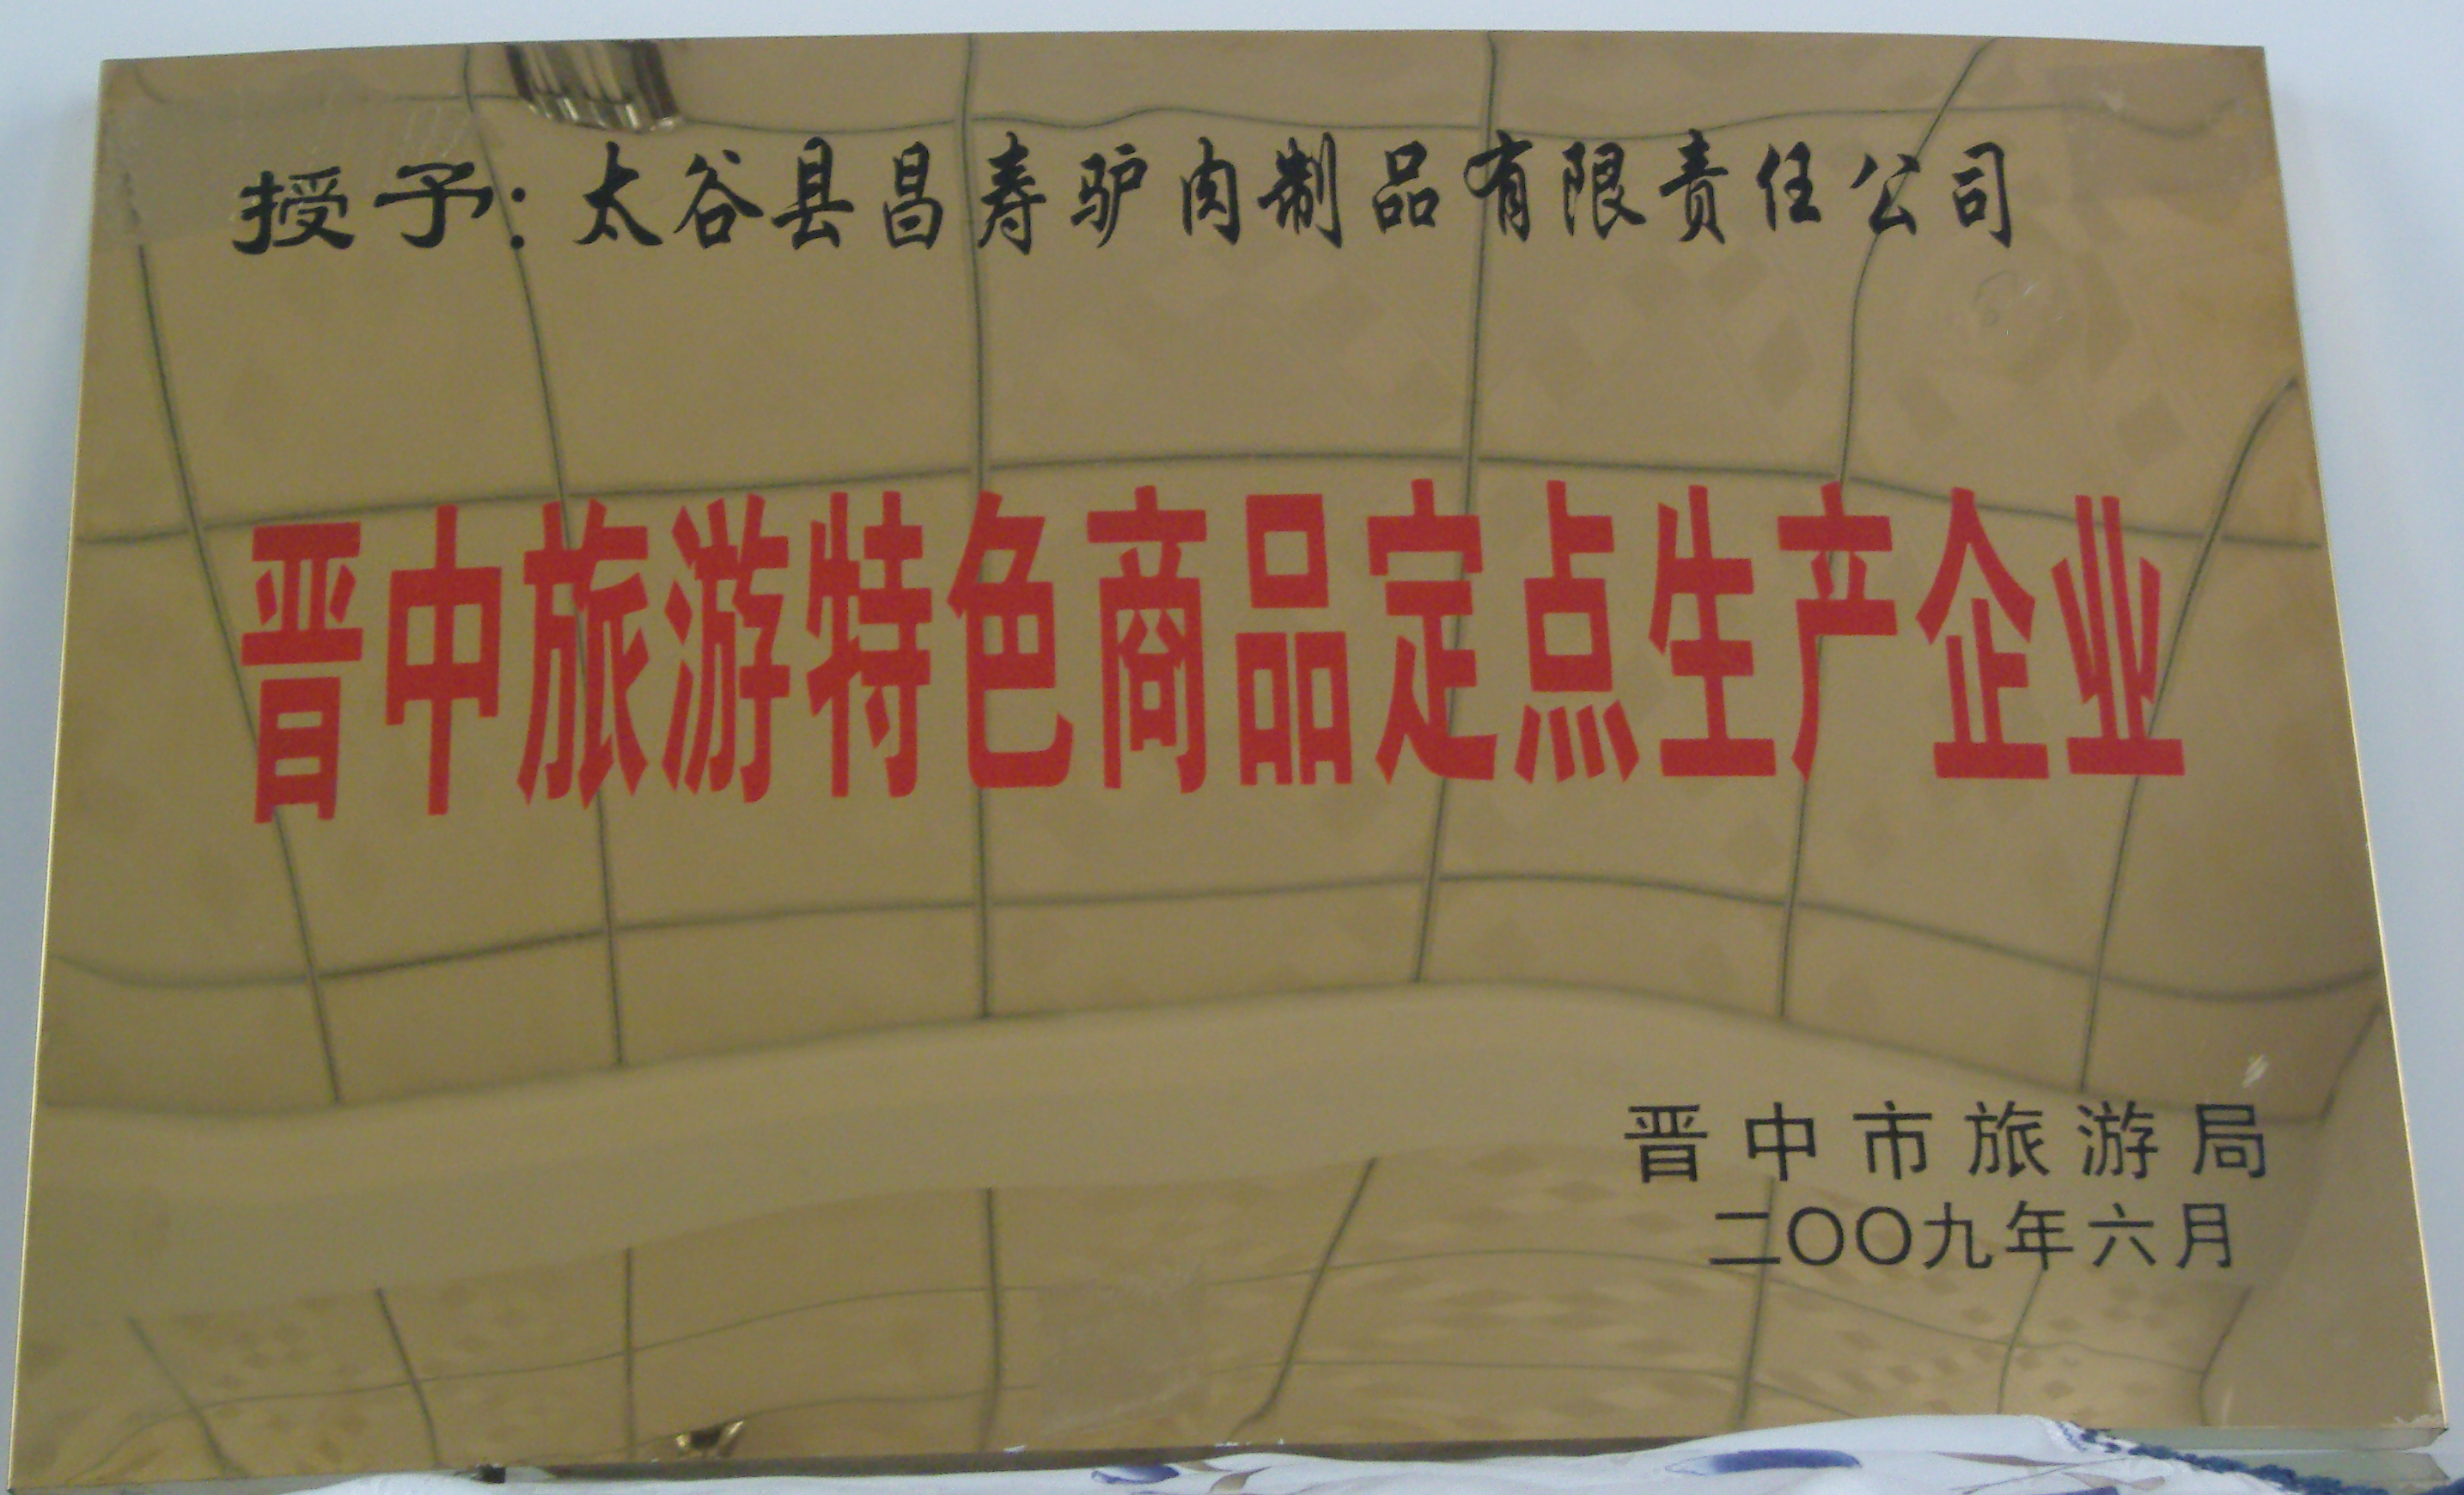 授予：太谷县昌寿驴肉制品有限责任公司
晋中旅游特色商品定点生产企业
晋中市旅游局
二〇〇九年六月